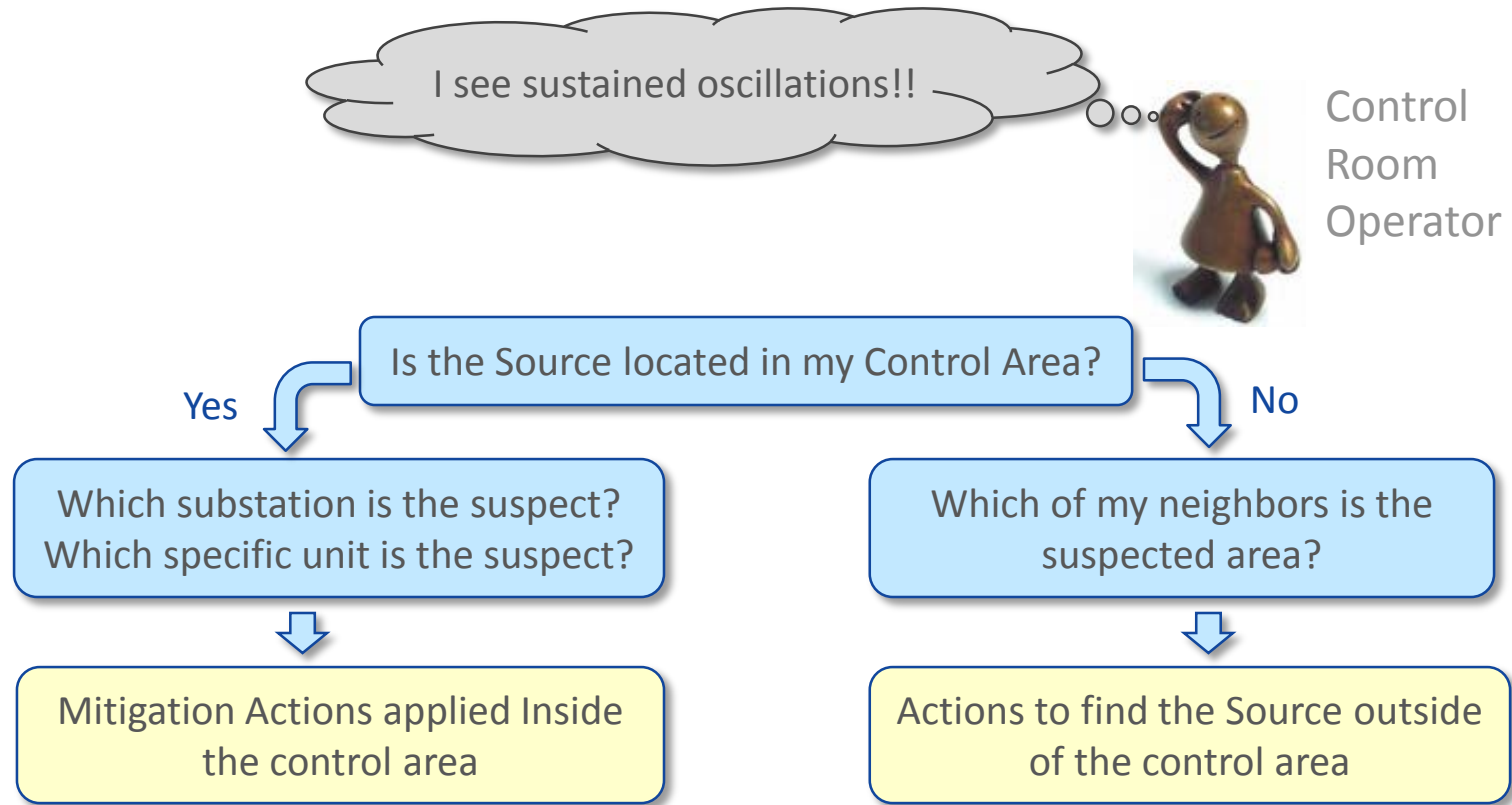 I see sustained oscillations!!
Control
Room
Operator
Is the Source located in my Control Area?
Yes
No
Which substation is the suspect?
Which specific unit is the suspect?
Which of my neighbors is the
suspected area?
Mitigation Actions applied Inside
the control area
Actions to find the Source outside
of the control area